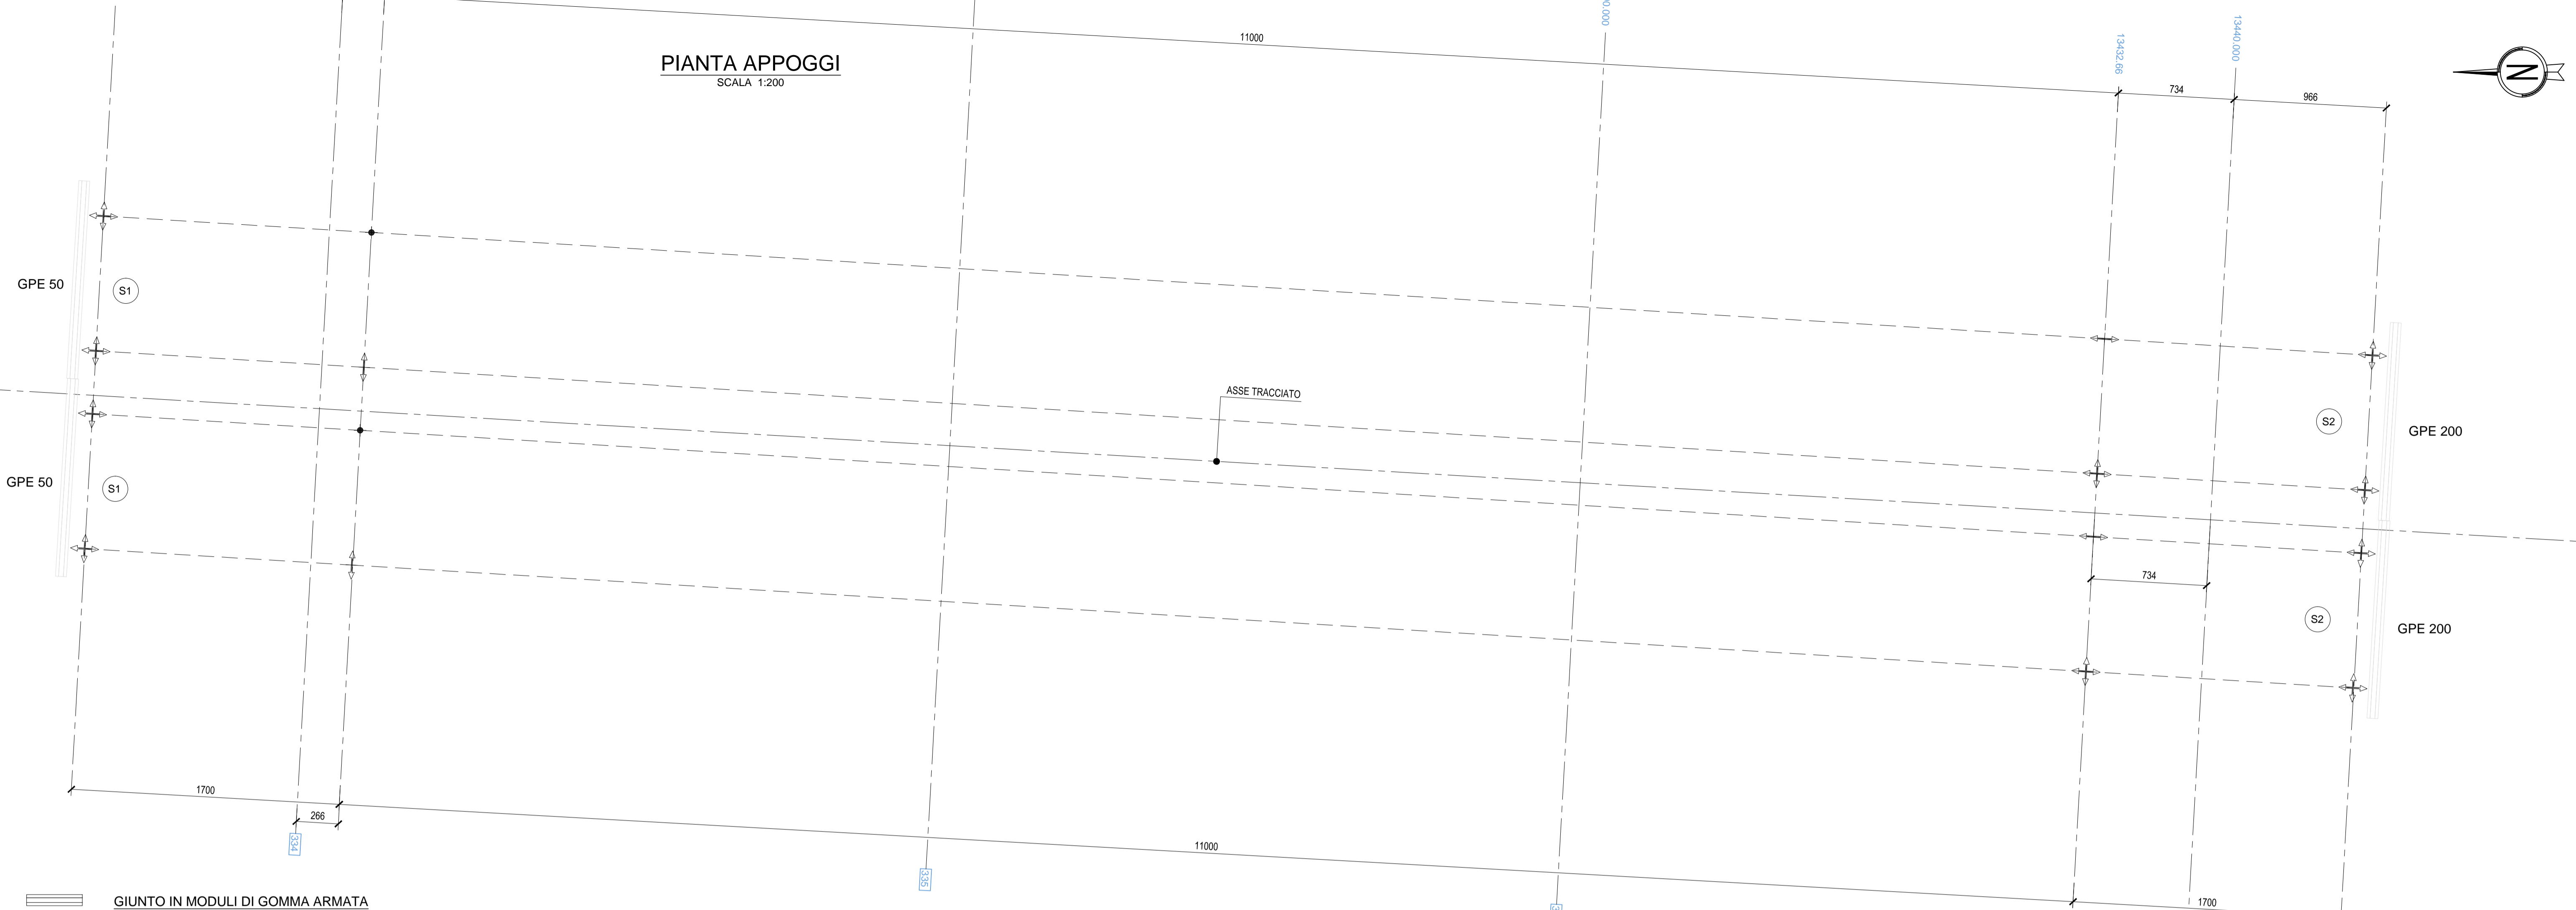 11000
13432.66
13440.000
PIANTA APPOGGI
SCALA 1:200
N
734
966
GPE 50
S1
ASSE TRACCIATO
S2
GPE 200
GPE 50
S1
734
S2
GPE 200
1700
266
334
11000
335
1700
GIUNTO IN MODULI DI GOMMA ARMATA